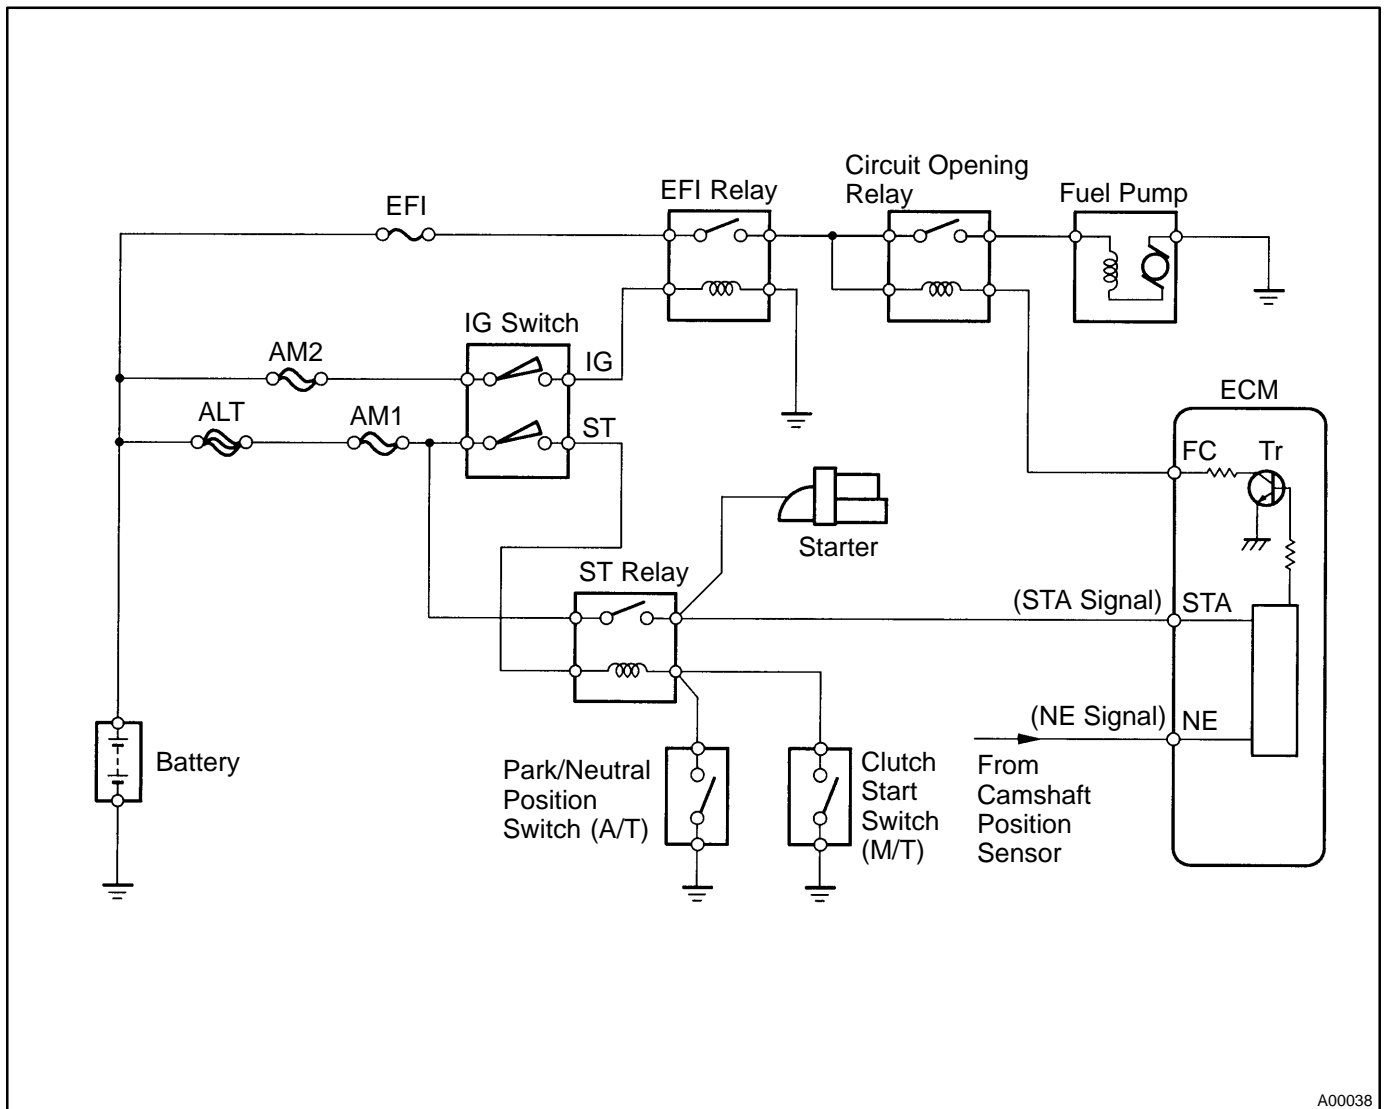 Circuit Opening
Relay
EFI Relay
Fuel Pump
EFI
IG Switch
AM2
IG
ALT
AM1
ST
ECM
FC
Tr
Starter
ST Relay
(STA Signal)
STA
(NE Signal)
NE
Battery
Park/Neutral
Position
Switch (A/T)
Clutch
Start
Switch
(M/T)
From
Camshaft
Position
Sensor
A00038